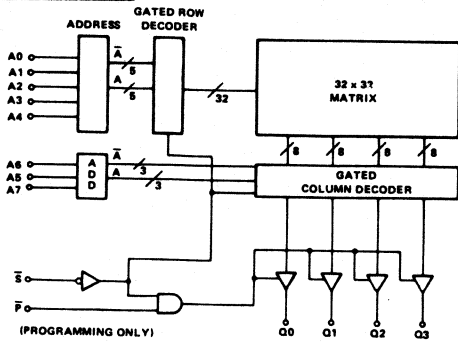 GATED ROW
DECODER
ADDRESS
A0
A1
A2
A3
A4
A
5
A
5
32
32 x 32
MATRIX
8
8
8
8
A6
A5
A7
A
D
D
A
3
A
3
GATED
COLUMN DECODER
S
P
(PROGRAMMING ONLY)
Q0
Q1
Q2
Q3